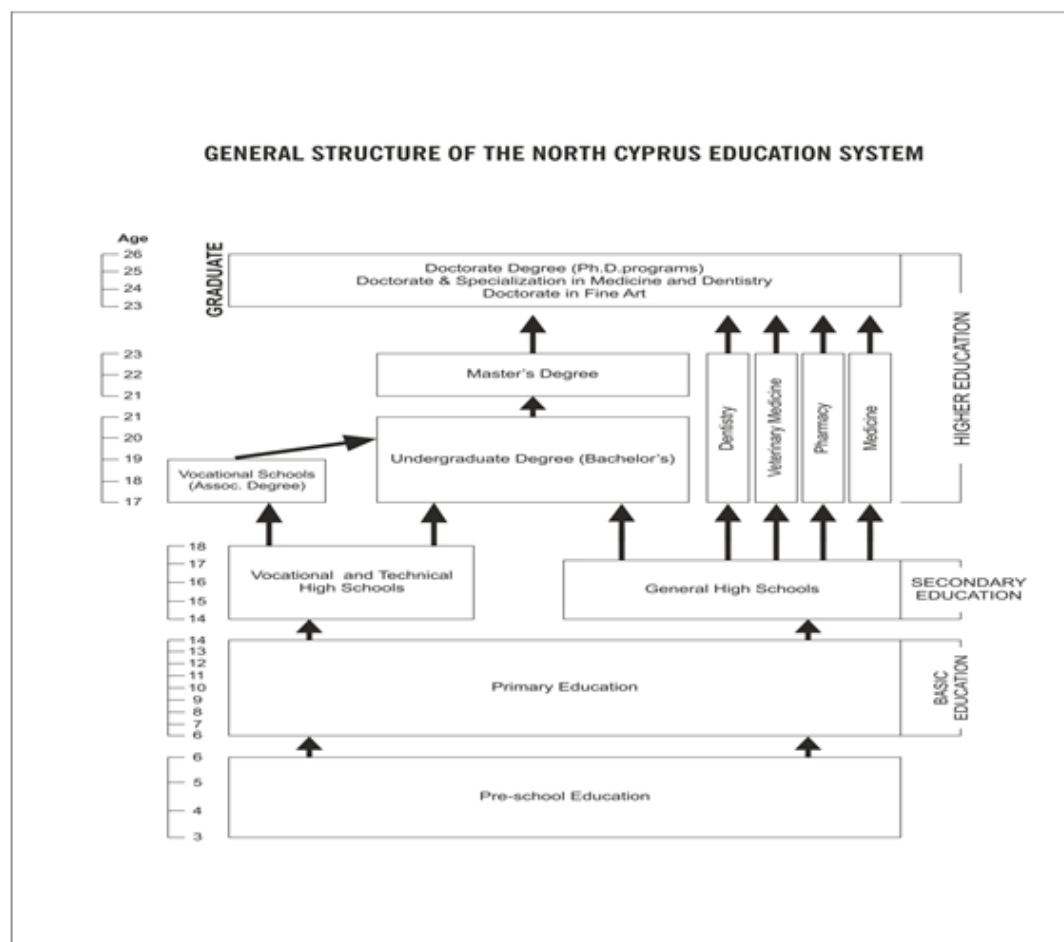 GENERAL STRUCTURE OF THE NORTH CYPRUS EDUCATION SYSTEM
Age
26
25
24
23
GRADUATE
Doctorate Degree (Ph.D.programs)
Doctorate & Specialization in Medicine and Dentistry
Doctorate in Fine Art
HIGHER EDUCATION
23
22
21
Master's Degree
Dentistry
Veterinary Medicine
Pharmacy
Medicine
21
20
19
18
17
Undergraduate Degree (Bachelor's)
Vocational Schools
(Assoc. Degree)
18
17
16
15
14
Vocational and Technical
High Schools
General High Schools
SECONDARY
EDUCATION
14
13
12
11
10
9
8
7
6
Primary Education
BASIC
EDUCATION
6
5
4
3
Pre-school Education